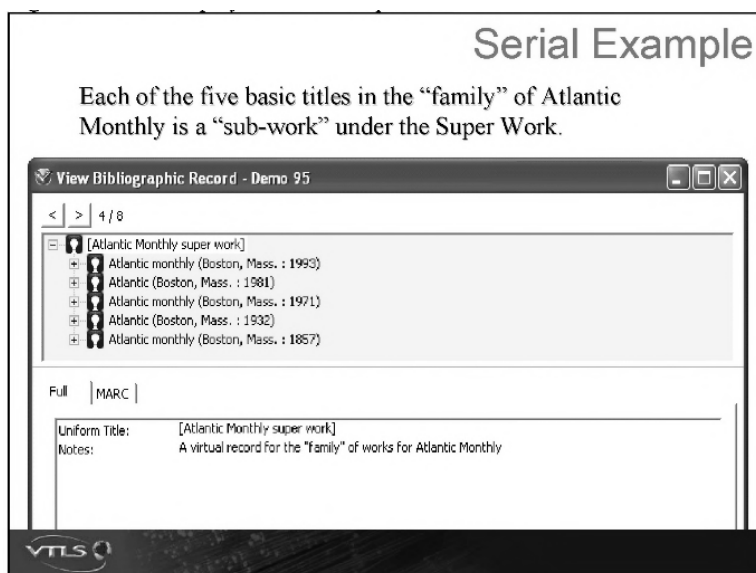 Serial Example
Each of the five basic titles in the “family” of Atlantic
Monthly is a “sub-work” under the Super Work.
View Bibliographic Record - Demo 95
< > 4/8
[Atlantic Monthly super work]
Atlantic monthly (Boston, Mass. : 1993)
Atlantic (Boston, Mass. : 1981)
Atlantic monthly (Boston, Mass. : 1971)
Atlantic (Boston, Mass. : 1932)
Atlantic monthly (Boston, Mass. : 1857)
Full MARC
Uniform Title: [Atlantic Monthly super work]
Notes: A virtual record for the "family" of works for Atlantic Monthly
VTLS